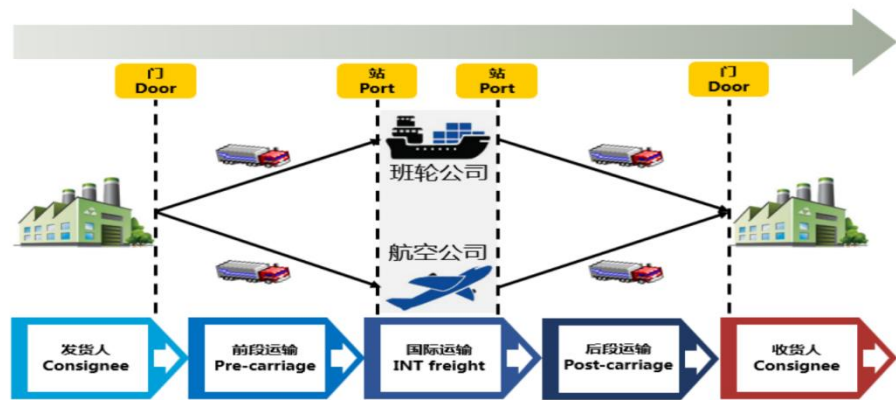 门
Door
站
Port
站
Port
门
Door
班轮公司
航空公司
发货人
Consignee
前段运输
Pre-carriage
国际运输
INT freight
后段运输
Post-carriage
收货人
Consignee